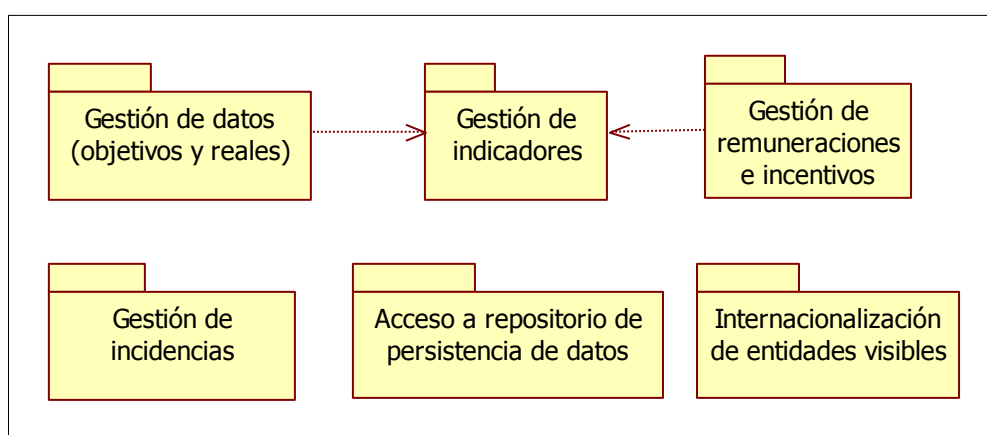 Gestión de datos
(objetivos y reales)
Gestión de
indicadores
Gestión de
remuneraciones
e incentivos
Gestión de
incidencias
Acceso a repositorio de
persistencia de datos
Internacionalización
de entidades visibles